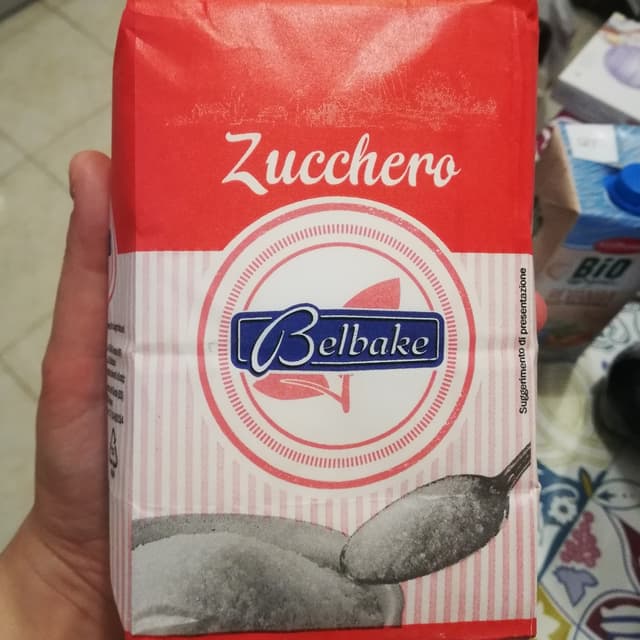 Zucchero
Belbake
Suggerimento di presentazione
BiO